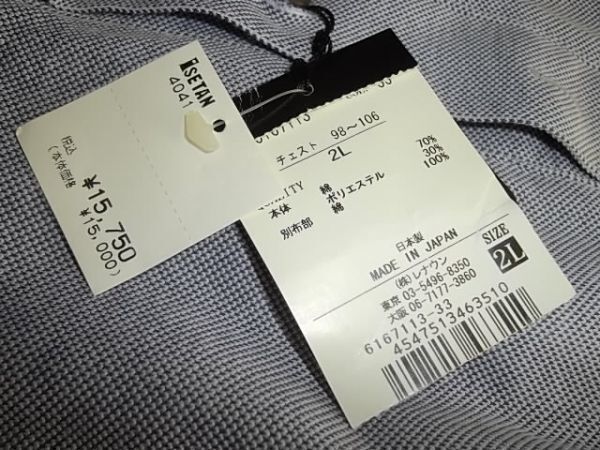 ISETAN
4041
税込
¥15,750
(本体価格
¥15,000)
6167113
チェスト 98〜106
2L
本体 綿 70%
ポリエステル 30%
別布部 綿 100%
日本製
MADE IN JAPAN
(株)レナウン
東京 03-5496-8350
大阪 06-7177-3860
SIZE
2L
6167113-33
4547513463510